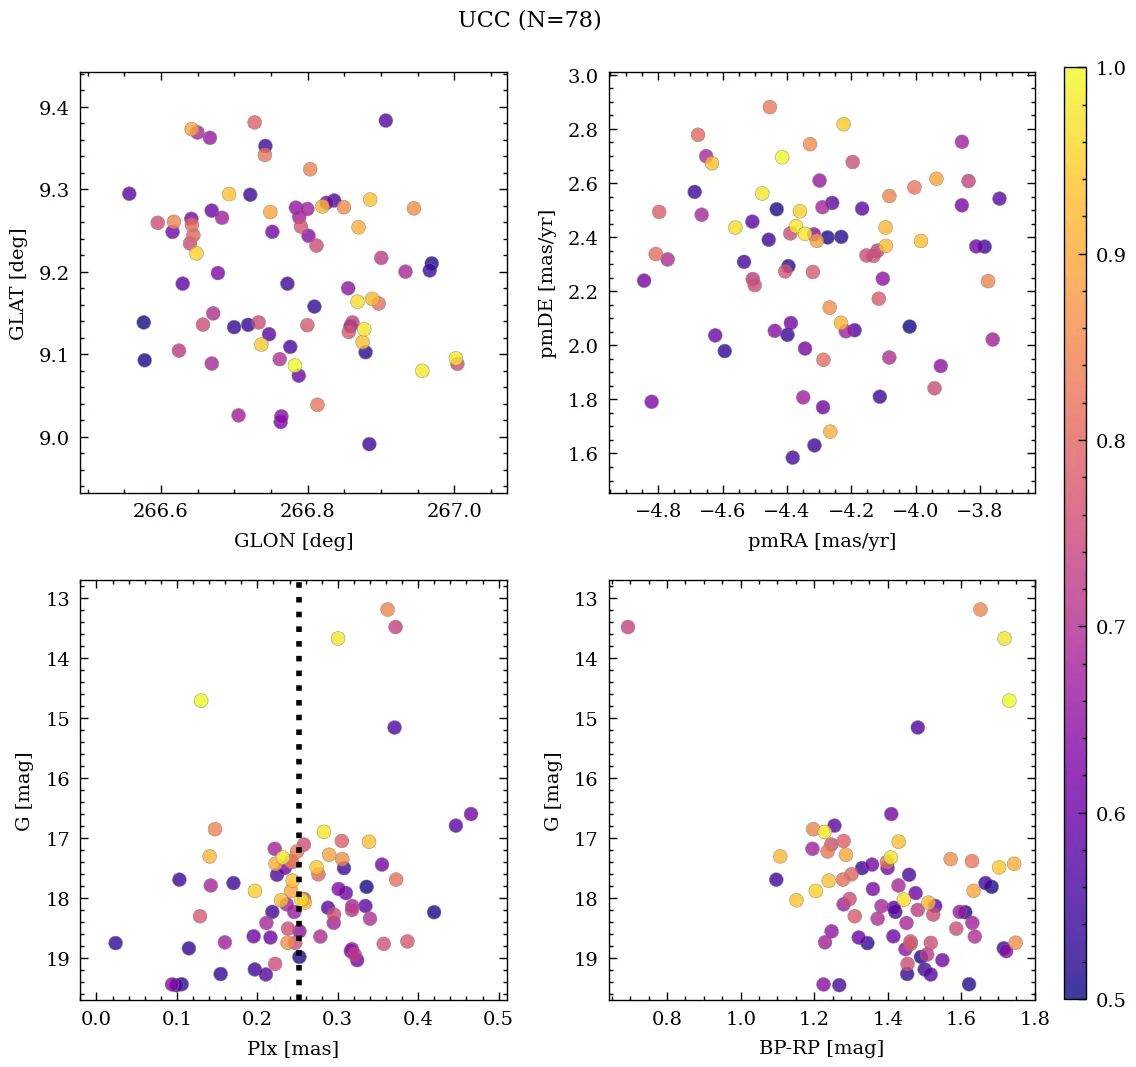 UCC (N=78)
9.4
9.3
9.2
9.1
9.0
GLAT [deg]
266.6 266.8 267.0
GLON [deg]
3.0
2.8
2.6
2.4
2.2
2.0
1.8
1.6
pmDE [mas/yr]
−4.8 −4.6 −4.4 −4.2 −4.0 −3.8
pmRA [mas/yr]
13
14
15
16
17
18
19
G [mag]
0.0 0.1 0.2 0.3 0.4 0.5
Plx [mas]
13
14
15
16
17
18
19
G [mag]
0.8 1.0 1.2 1.4 1.6 1.8
BP-RP [mag]
1.0
0.9
0.8
0.7
0.6
0.5